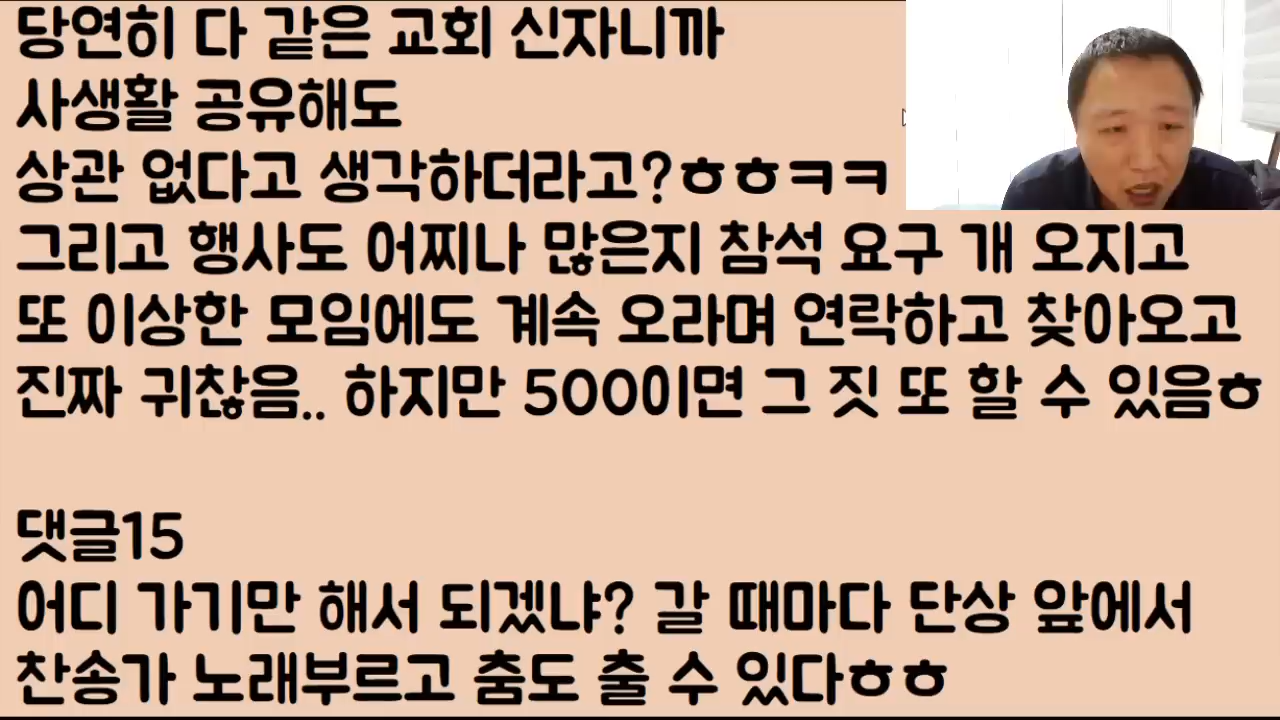 당연히 다 같은 교회 신자니까
사생활 공유해도
상관 없다고 생각하더라고?ㅎㅎㅋㅋ
그리고 행사도 어찌나 많은지 참석 요구 개 오지고
또 이상한 모임에도 계속 오라며 연락하고 찾아오고
진짜 귀찮음.. 하지만 500이면 그 짓 또 할 수 있음ㅎ
댓글15
어디 가기만 해서 되겠냐? 갈 때마다 단상 앞에서
찬송가 노래부르고 춤도 출 수 있다ㅎㅎ